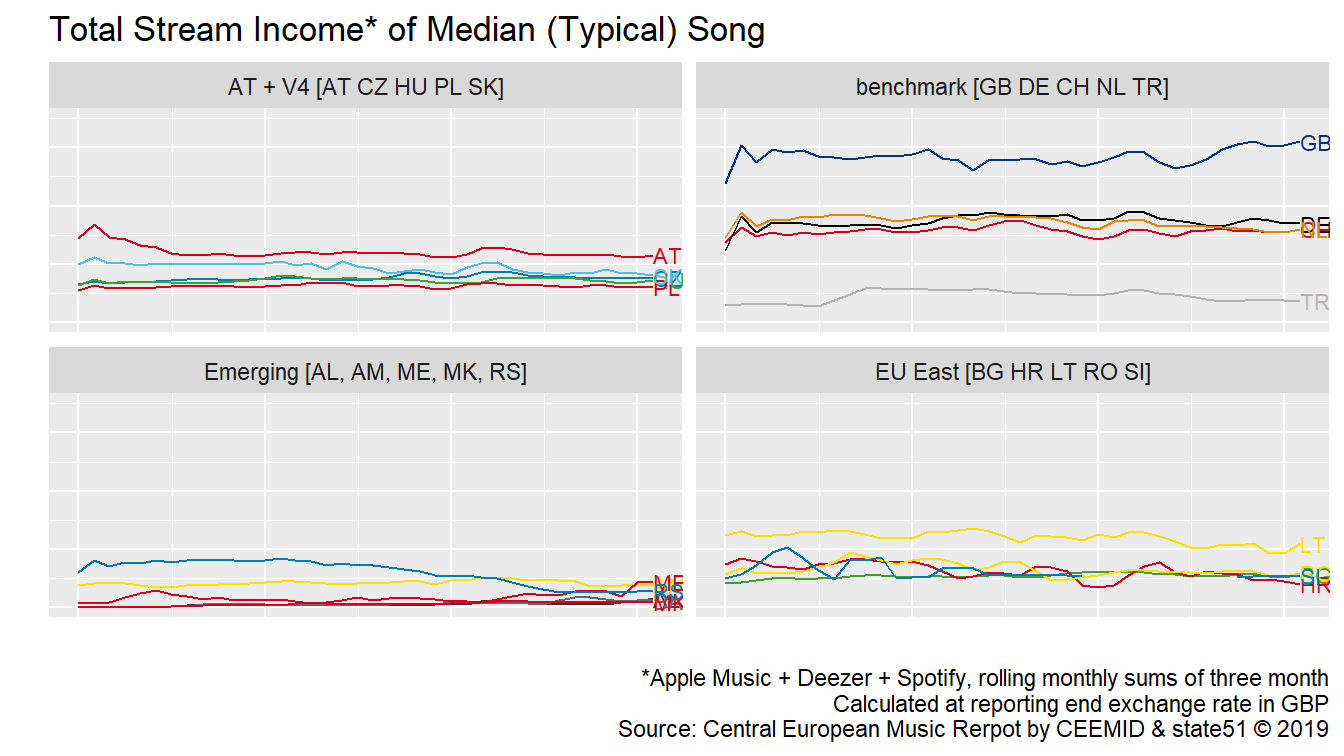 Total Stream Income* of Median (Typical) Song
AT + V4 [AT CZ HU PL SK]
benchmark [GB DE CH NL TR]
GB
AT
PL
TR
Emerging [AL, AM, ME, MK, RS]
EU East [BG HR LT RO SI]
LT
HR
*Apple Music + Deezer + Spotify, rolling monthly sums of three month
Calculated at reporting end exchange rate in GBP
Source: Central European Music Rerpot by CEEMID & state51 © 2019